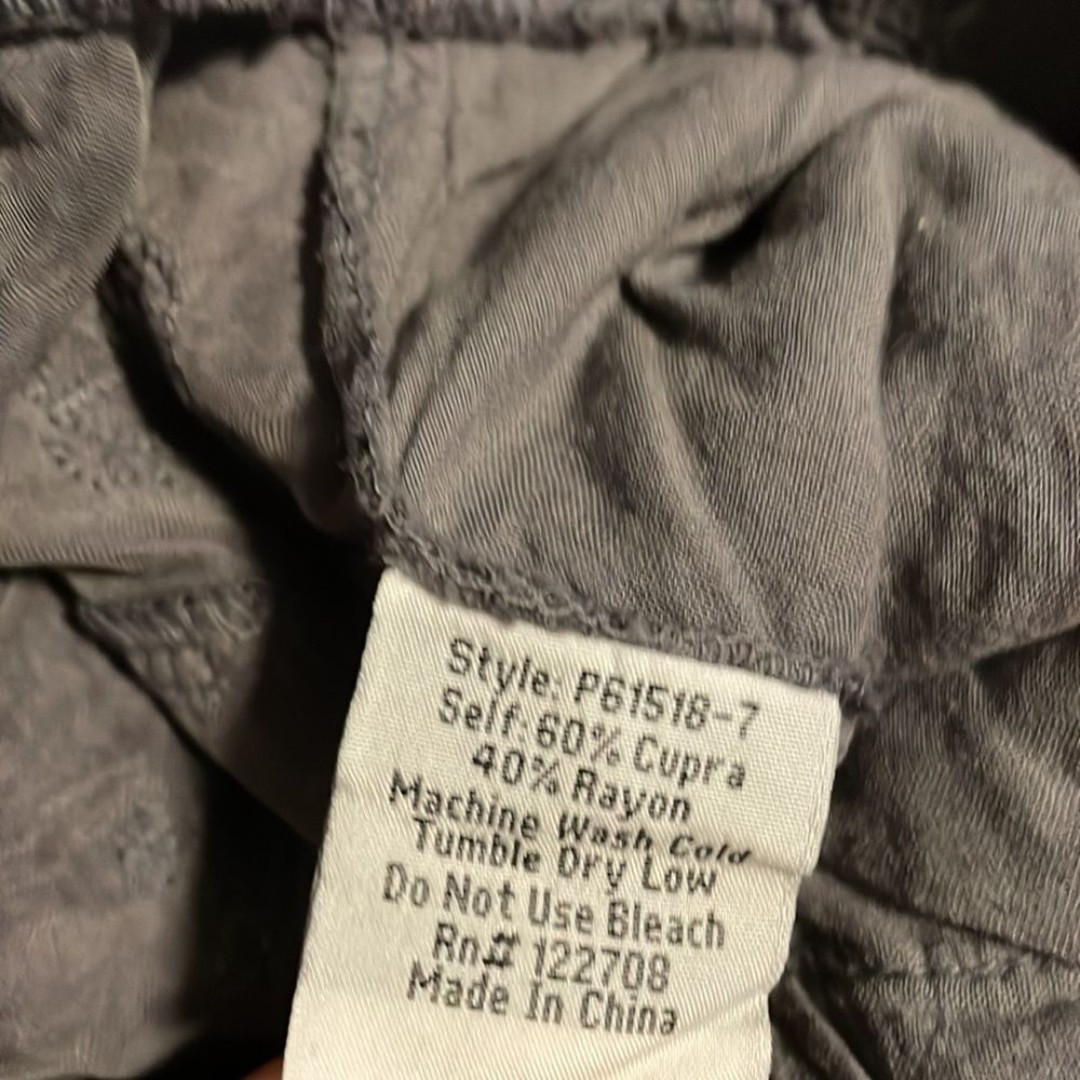 Style: P61518-7
Self: 60% Cupra
40% Rayon
Machine Wash Cold
Tumble Dry Low
Do Not Use Bleach
Rn# 122708
Made In China